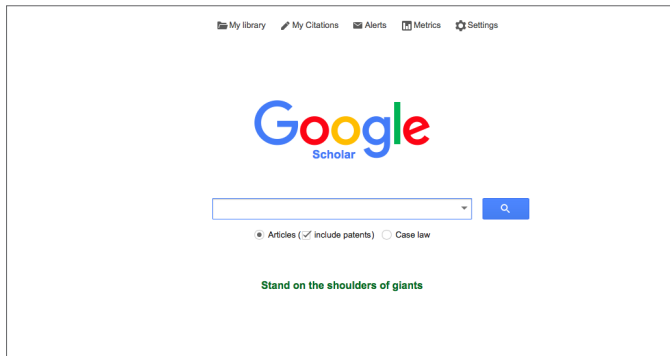 My library My Citations Alerts Metrics Settings
Google
Scholar
Articles (include patents) Case law
Stand on the shoulders of giants